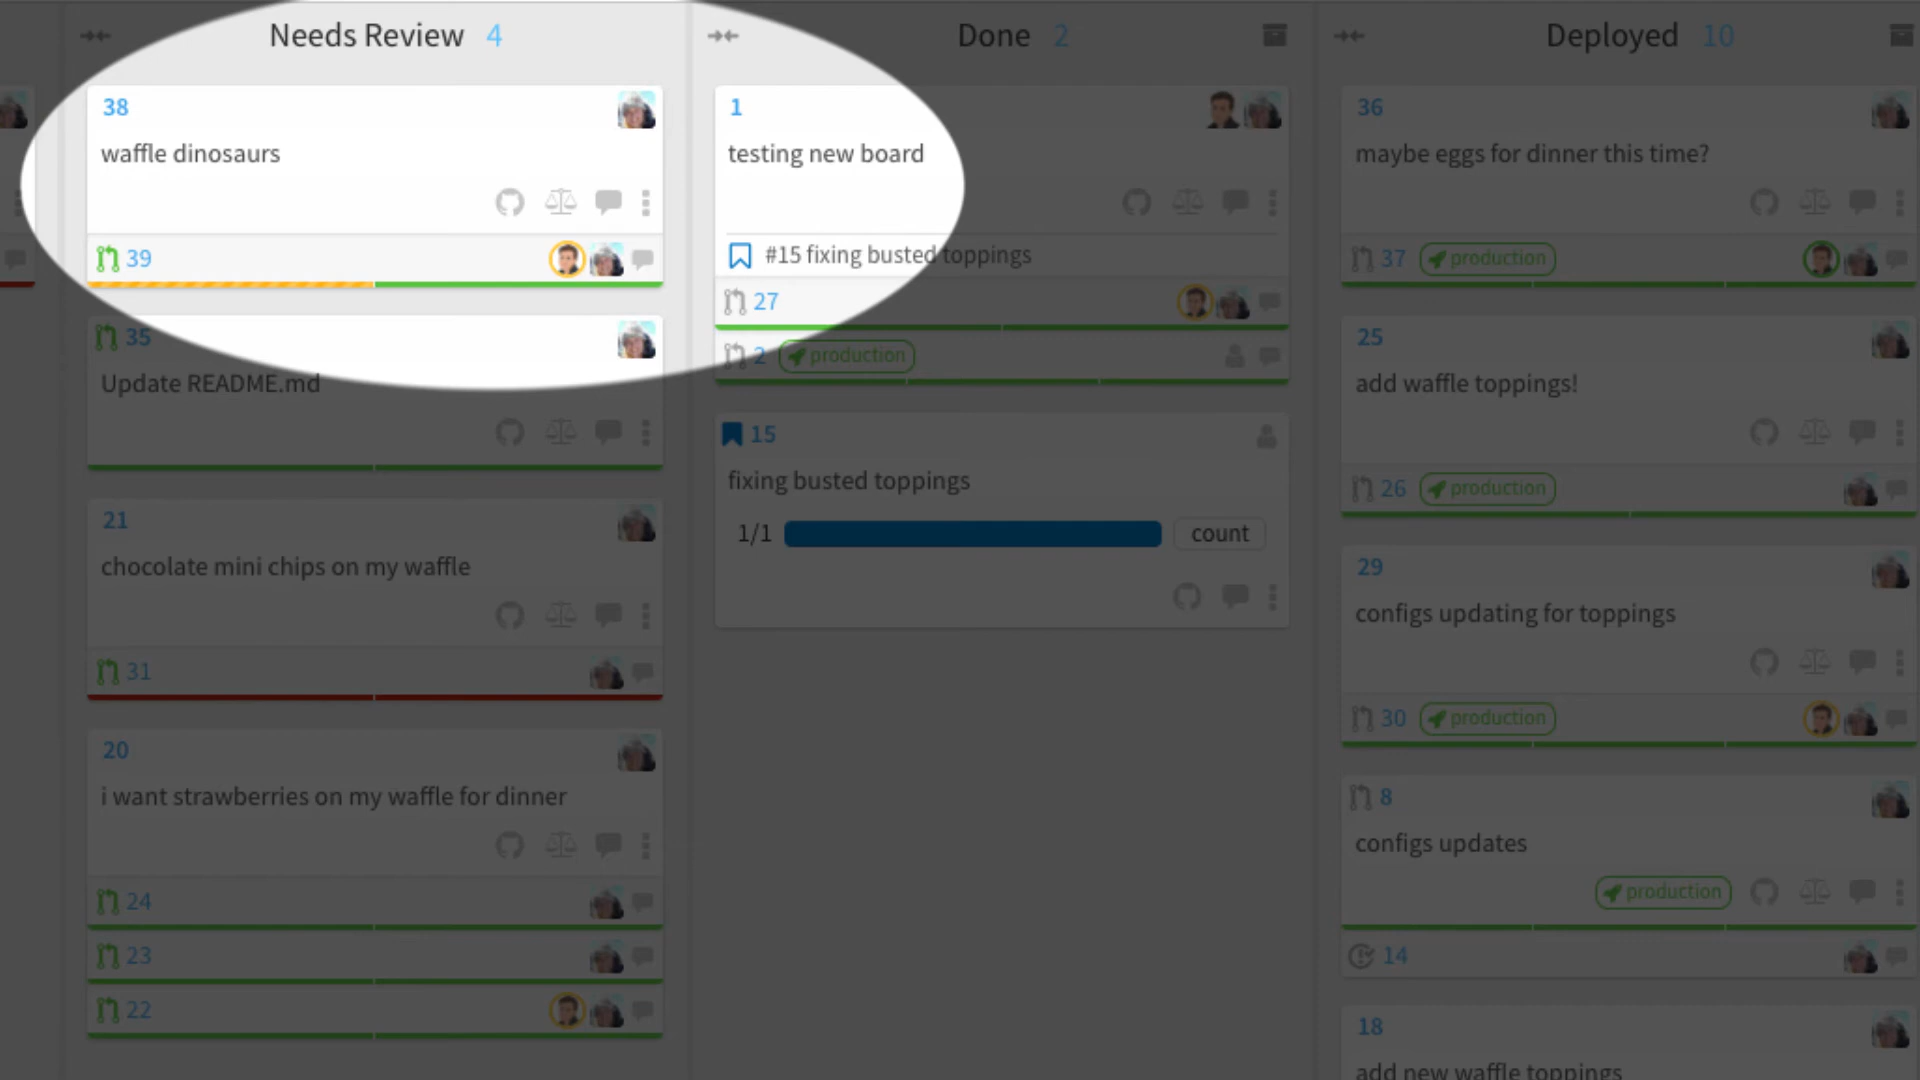 Needs Review 4
38
waffle dinosaurs
39
35
Update README.md
21
chocolate mini chips on my waffle
31
20
i want strawberries on my waffle for dinner
24
23
22
Done 2
1
testing new board
#15 fixing busted toppings
27
2 production
15
fixing busted toppings
1/1 count
Deployed 10
36
maybe eggs for dinner this time?
37 production
25
add waffle toppings!
26 production
29
configs updating for toppings
30 production
8
configs updates
production
14
18
add new waffle toppings